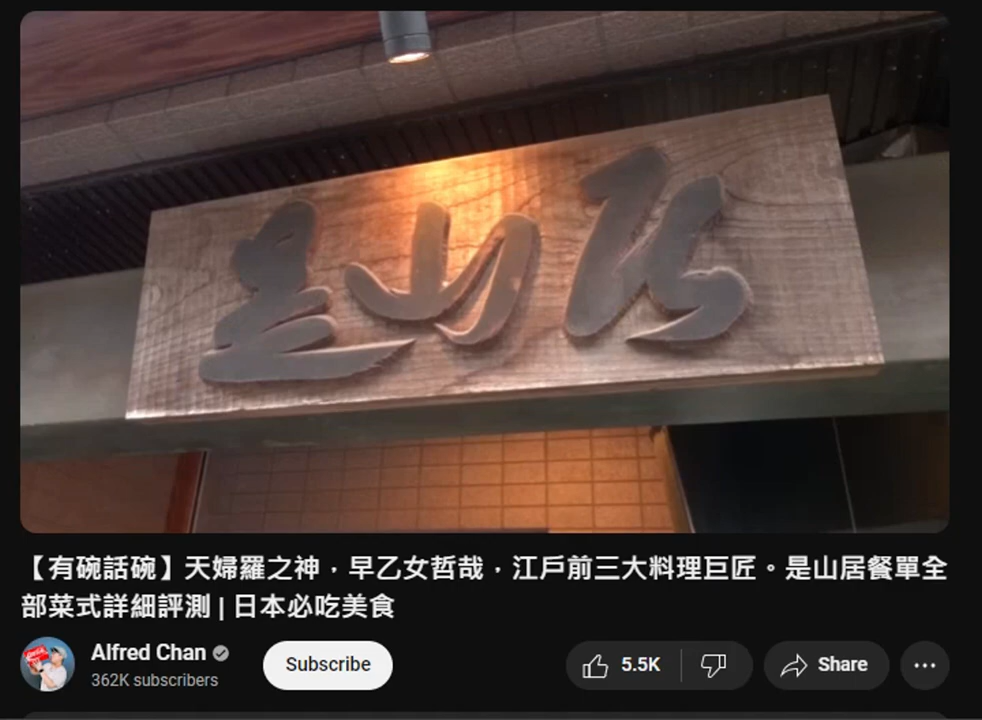 是山居
【有碗話碗】天婦羅之神，早乙女哲哉，江戶前三大料理巨匠。是山居餐單全
部菜式詳細評測 | 日本必吃美食
Alfred Chan
362K subscribers
Subscribe
5.5K
Share